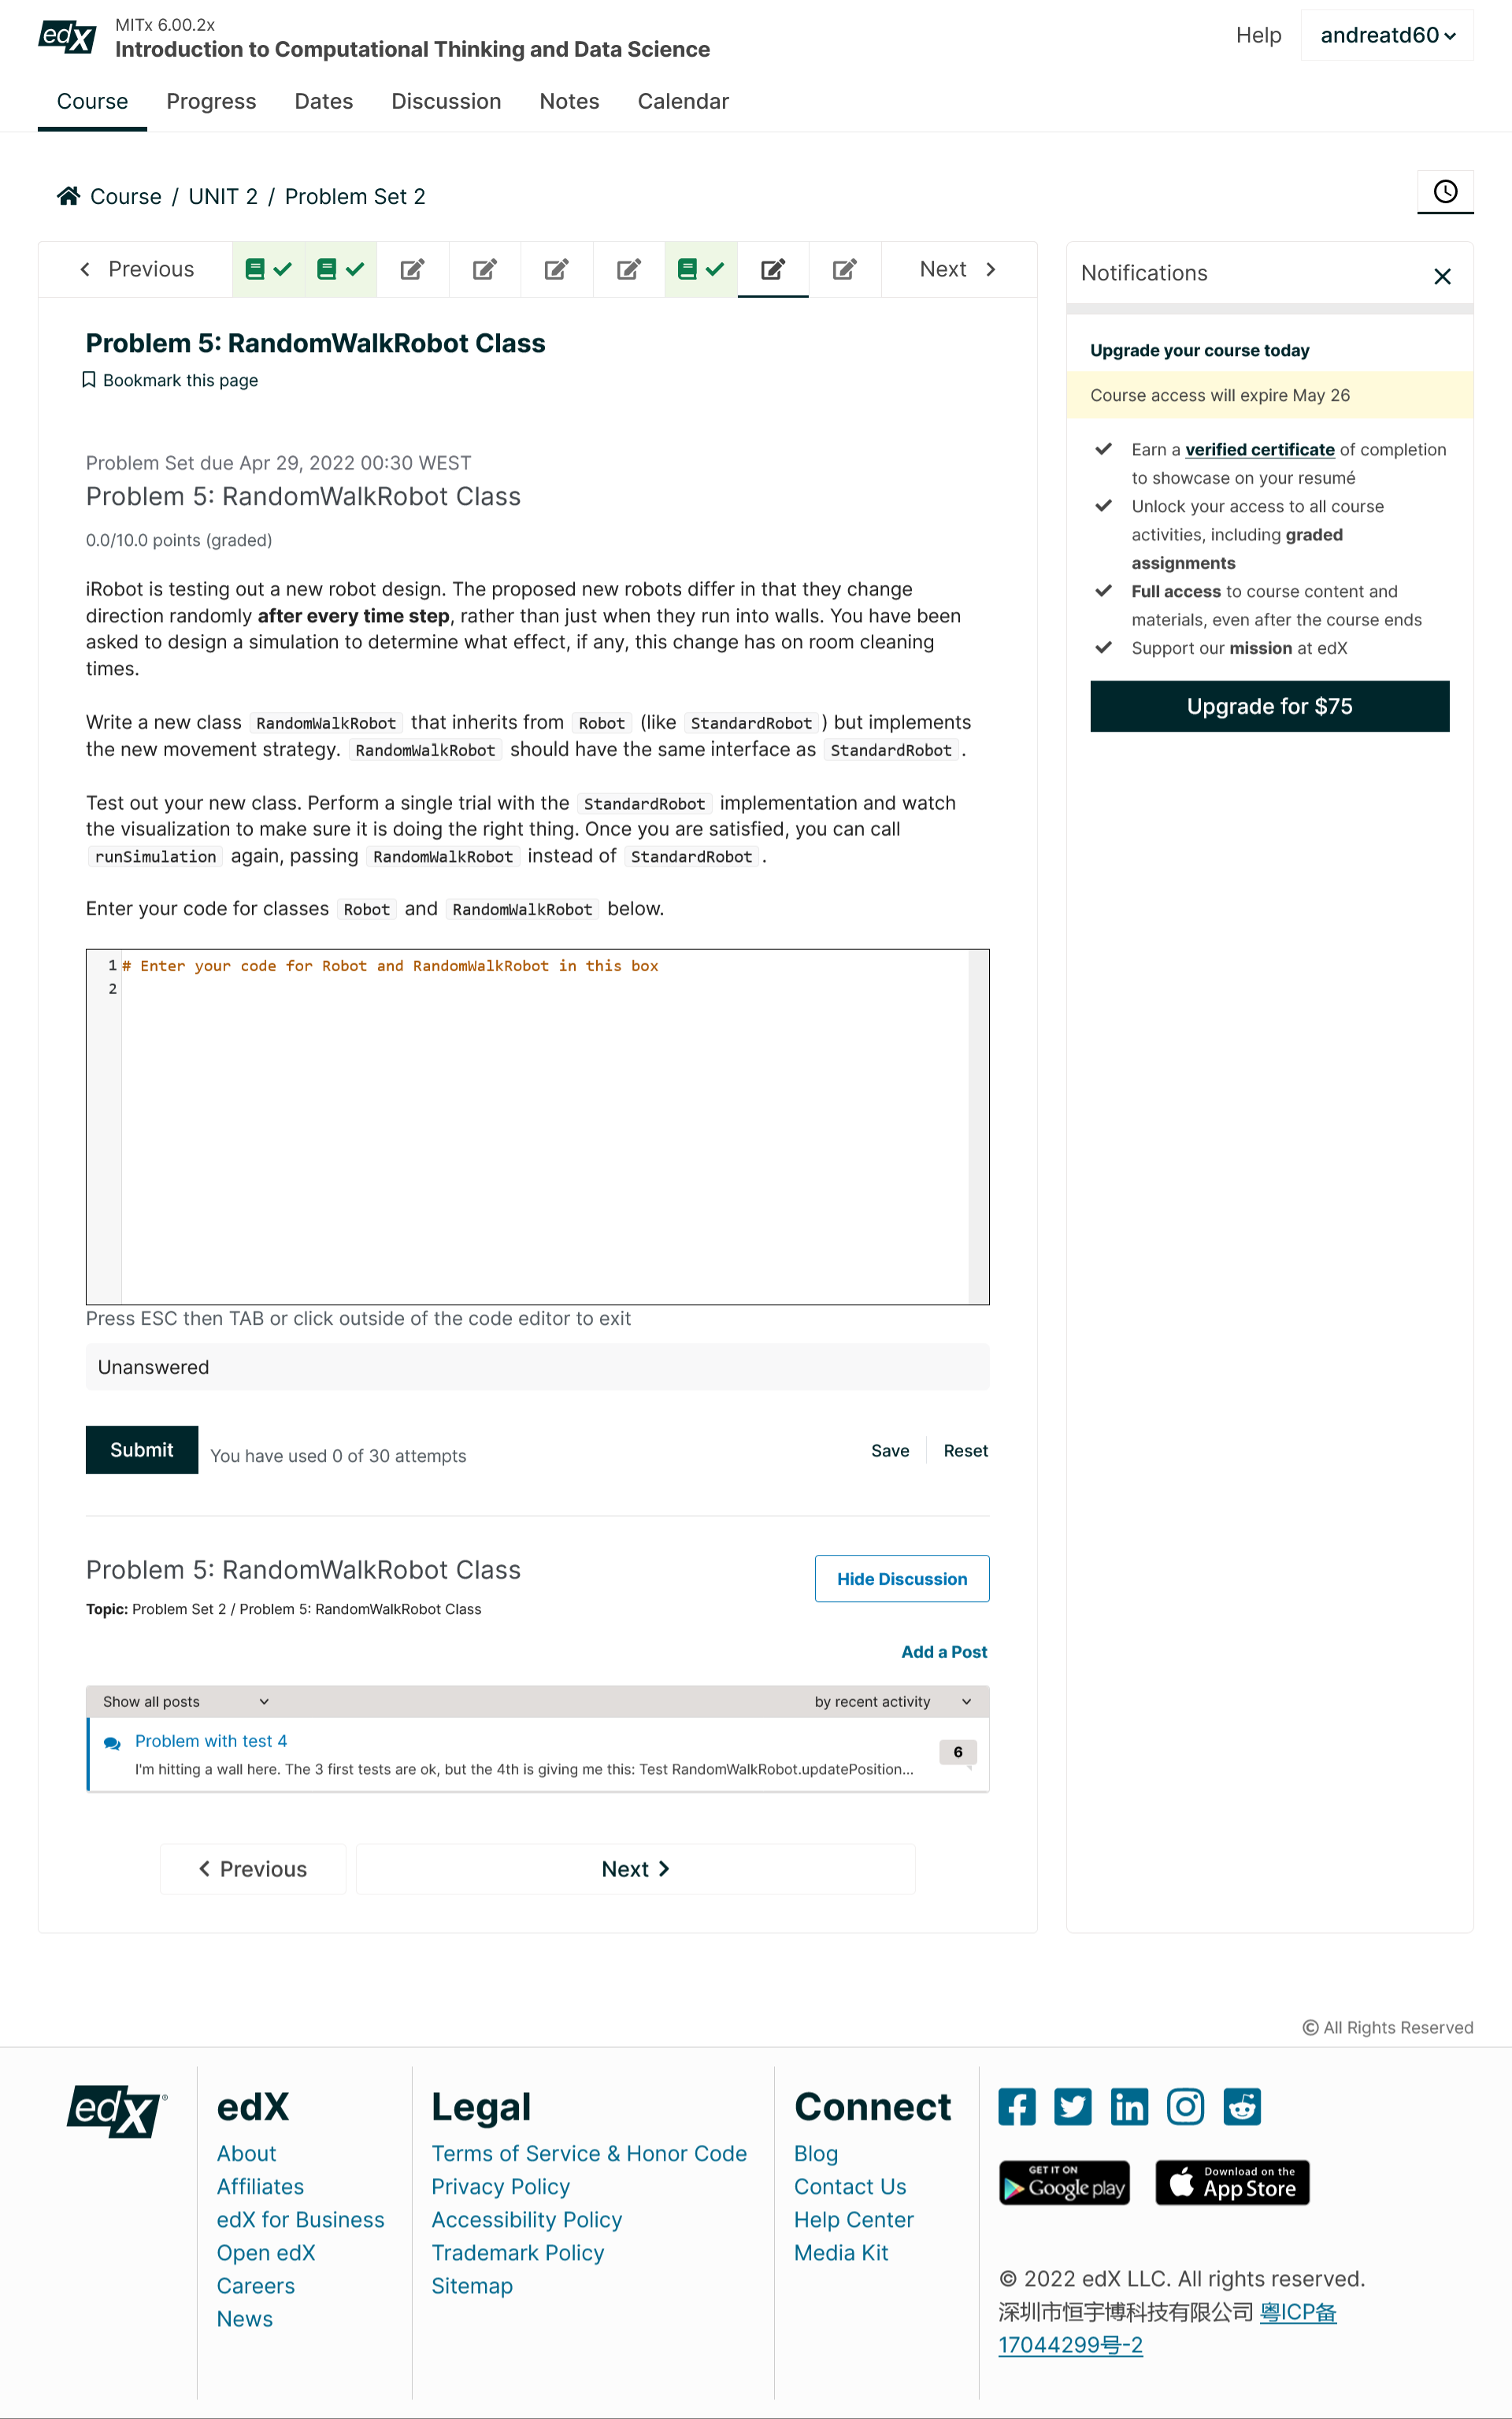 edX
MITx 6.00.2x
Introduction to Computational Thinking and Data Science
Help
andreatd60
Course
Progress
Dates
Discussion
Notes
Calendar
Course / UNIT 2 / Problem Set 2
Previous
Next
Problem 5: RandomWalkRobot Class
Bookmark this page
Problem Set due Apr 29, 2022 00:30 WEST
Problem 5: RandomWalkRobot Class
0.0/10.0 points (graded)
iRobot is testing out a new robot design. The proposed new robots differ in that they change
direction randomly after every time step, rather than just when they run into walls. You have been
asked to design a simulation to determine what effect, if any, this change has on room cleaning
times.
Write a new class RandomWalkRobot that inherits from Robot (like StandardRobot ) but implements
the new movement strategy. RandomWalkRobot should have the same interface as StandardRobot .
Test out your new class. Perform a single trial with the StandardRobot implementation and watch
the visualization to make sure it is doing the right thing. Once you are satisfied, you can call
runSimulation again, passing RandomWalkRobot instead of StandardRobot .
Enter your code for classes Robot and RandomWalkRobot below.
1 # Enter your code for Robot and RandomWalkRobot in this box
2
Press ESC then TAB or click outside of the code editor to exit
Unanswered
Submit
You have used 0 of 30 attempts
Save
Reset
Problem 5: RandomWalkRobot Class
Hide Discussion
Topic: Problem Set 2 / Problem 5: RandomWalkRobot Class
Add a Post
Show all posts
by recent activity
Problem with test 4
I'm hitting a wall here. The 3 first tests are ok, but the 4th is giving me this: Test RandomWalkRobot.updatePosition...
6
Previous
Next
Notifications
Upgrade your course today
Course access will expire May 26
Earn a verified certificate of completion
to showcase on your resumé
Unlock your access to all course
activities, including graded
assignments
Full access to course content and
materials, even after the course ends
Support our mission at edX
Upgrade for $75
© All Rights Reserved
edX®
edX
About
Affiliates
edX for Business
Open edX
Careers
News
Legal
Terms of Service & Honor Code
Privacy Policy
Accessibility Policy
Trademark Policy
Sitemap
Connect
Blog
Contact Us
Help Center
Media Kit
GET IT ON
Google play
Download on the
App Store
© 2022 edX LLC. All rights reserved.
深圳市恒宇博科技有限公司 粤ICP备
17044299号-2